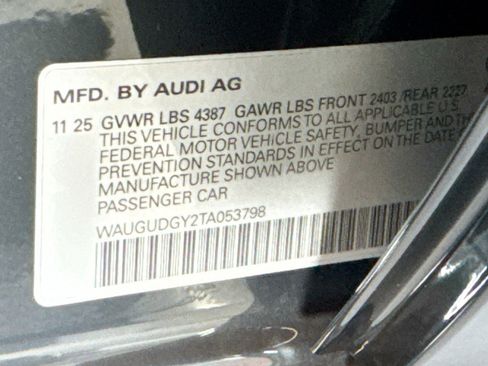 MFD. BY AUDI AG
11 25 GVWR LBS 4387 GAWR LBS FRONT 2403 /REAR 2227
THIS VEHICLE CONFORMS TO ALL APPLICABLE U.S.
FEDERAL MOTOR VEHICLE SAFETY, BUMPER AND
PREVENTION STANDARDS IN EFFECT ON THE DATE
MANUFACTURE SHOWN ABOVE
PASSENGER CAR
WAUGUDGY2TA053798